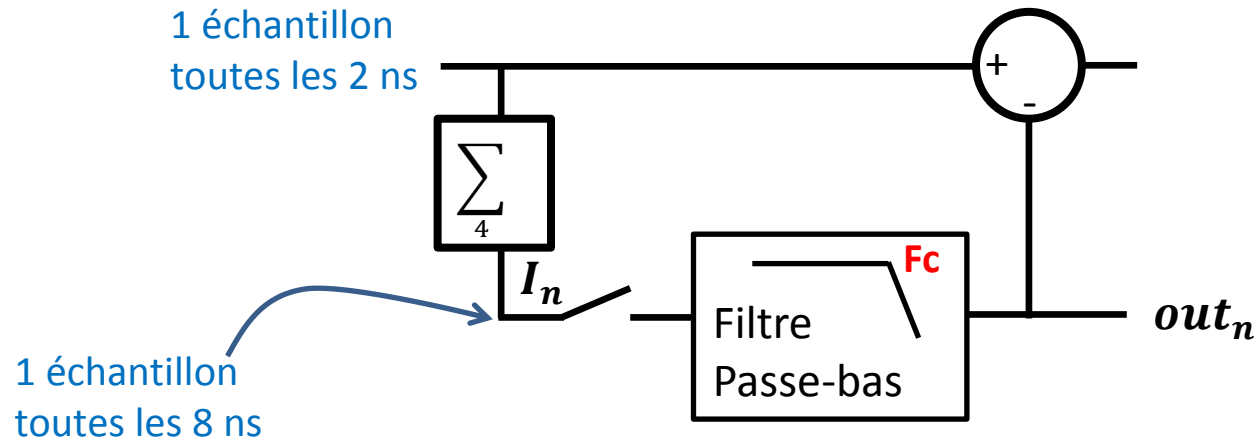 1 échantillon
toutes les 2 ns
+
-
∑
4
I_n
Fc
Filtre
Passe-bas
out_n
1 échantillon
toutes les 8 ns